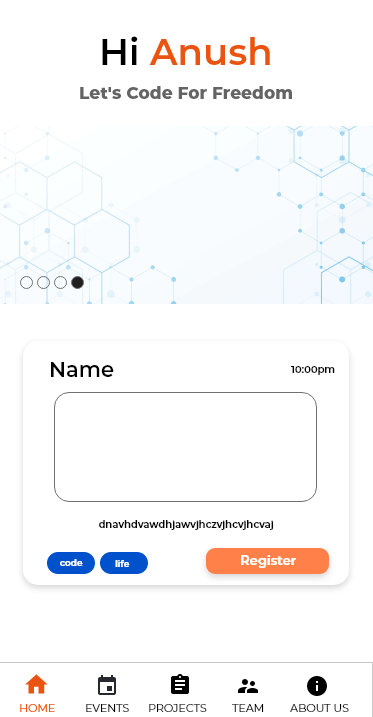 Hi Anush
Let's Code For Freedom
Name
10:00pm
dnavhdvawdhjawvjhczvjhcvjhcvaj
code
life
Register
HOME
EVENTS
PROJECTS
TEAM
ABOUT US